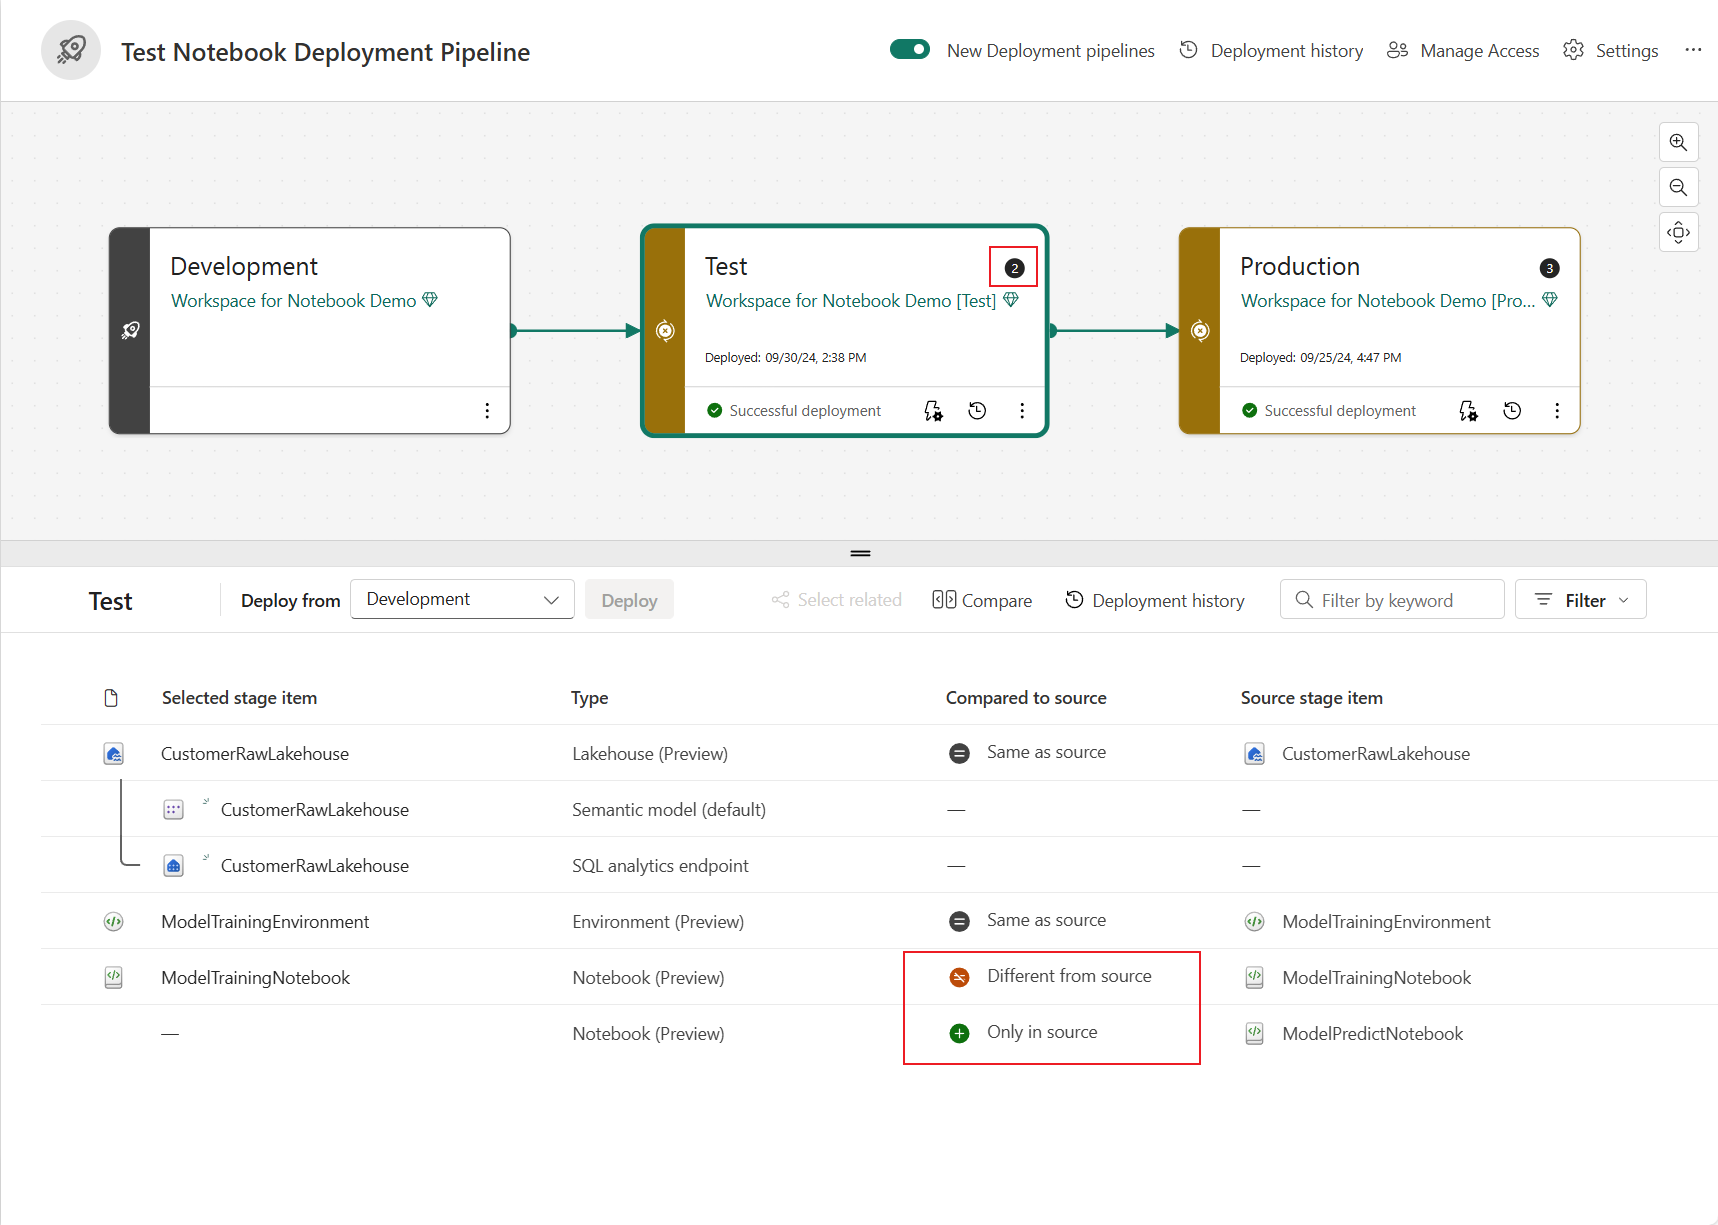 Test Notebook Deployment Pipeline
New Deployment pipelines
Deployment history
Manage Access
Settings
Development
Workspace for Notebook Demo
Test
2
Workspace for Notebook Demo [Test]
Deployed: 09/30/24, 2:38 PM
Successful deployment
Production
3
Workspace for Notebook Demo [Pro...
Deployed: 09/25/24, 4:47 PM
Successful deployment
Test
Deploy from
Development
Deploy
Select related
Compare
Deployment history
Filter by keyword
Filter
Selected stage item Type Compared to source Source stage item
CustomerRawLakehouse Lakehouse (Preview) Same as source CustomerRawLakehouse
CustomerRawLakehouse Semantic model (default) — —
CustomerRawLakehouse SQL analytics endpoint — —
ModelTrainingEnvironment Environment (Preview) Same as source ModelTrainingEnvironment
ModelTrainingNotebook Notebook (Preview) Different from source ModelTrainingNotebook
— Notebook (Preview) Only in source ModelPredictNotebook